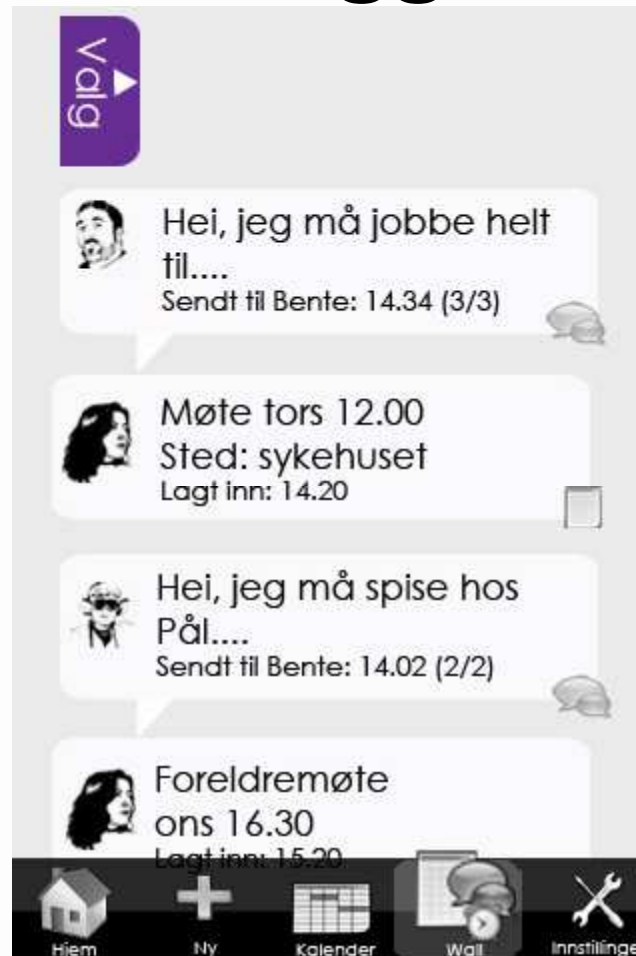 Valg
Hei, jeg må jobbe helt
til....
Sendt til Bente: 14.34 (3/3)
Møte tors 12.00
Sted: sykehuset
Lagt inn: 14.20
Hei, jeg må spise hos
Pål....
Sendt til Bente: 14.02 (2/2)
Foreldremøte
ons 16.30
Lagt inn: 15.20
Hjem Ny Kalender Wall Innstillinge